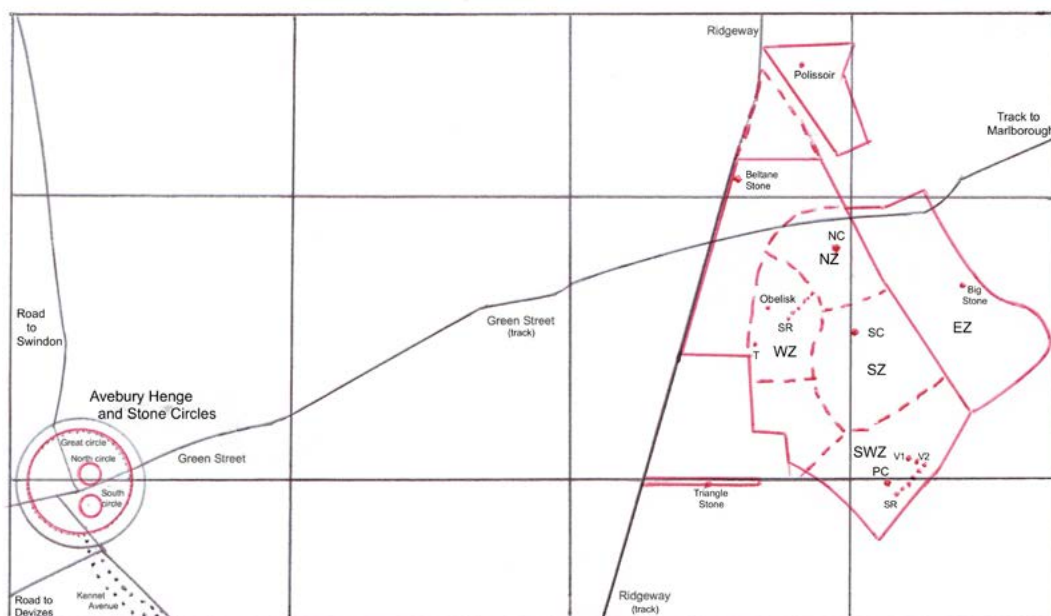 Ridgeway
Polissoir
Track to
Marlborough
Beltane
Stone
NC
NZ
Big
Stone
Obelisk
SR
EZ
Road
to
Swindon
Green Street
(track)
SC
T
WZ
SZ
Avebury Henge
and Stone Circles
Great circle
North circle
Green Street
SWZ
V1
V2
PC
South
circle
SR
Triangle
Stone
Road to
Devizes
Kennet
Avenue
Ridgeway
(track)